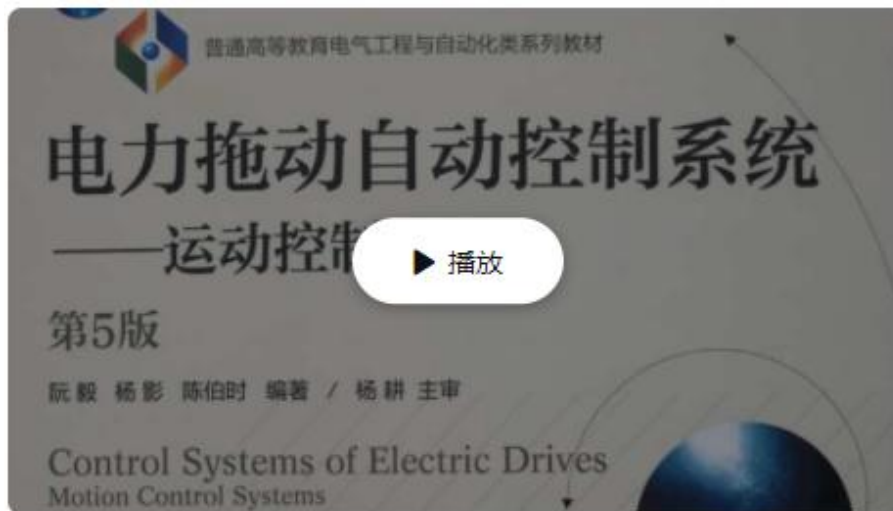 普通高等教育电气工程与自动化类系列教材
电力拖动自动控制系统
——运动控制
播放
第5版
阮毅 杨影 陈伯时 编著 / 杨耕 主审
Control Systems of Electric Drives
Motion Control Systems